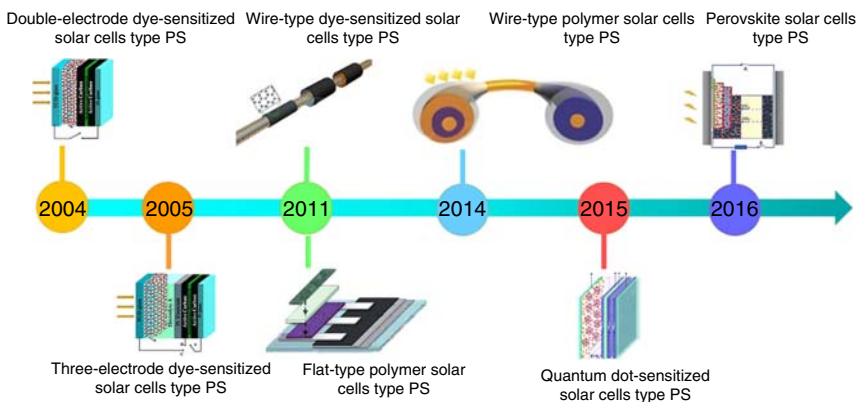 Double-electrode dye-sensitized
solar cells type PS
Wire-type dye-sensitized solar
cells type PS
Wire-type polymer solar cells
type PS
Perovskite solar cells
type PS
2004
2005
2011
2014
2015
2016
Three-electrode dye-sensitized
solar cells type PS
Flat-type polymer solar
cells type PS
Quantum dot-sensitized
solar cells type PS